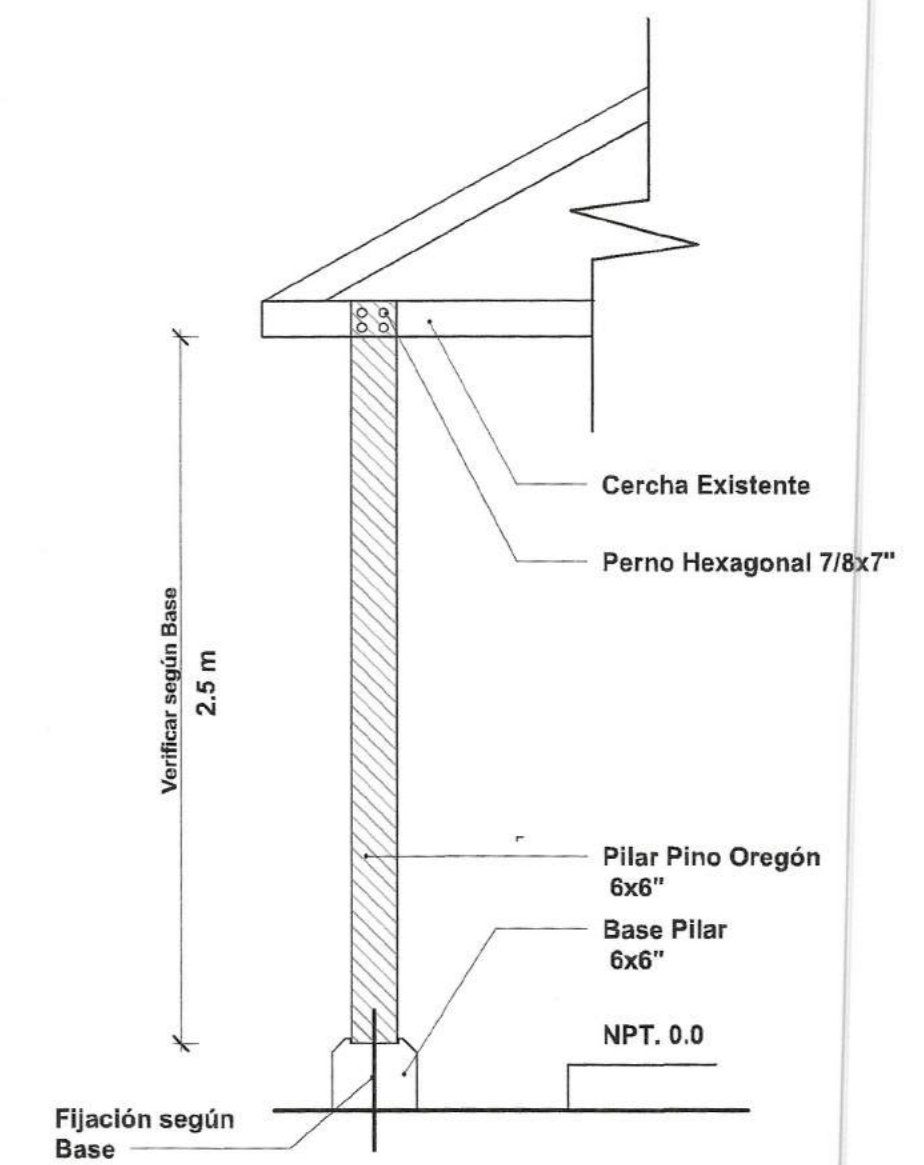 Cercha Existente
Perno Hexagonal 7/8x7"
Verificar según Base
2.5 m
Pilar Pino Oregón
6x6"
Base Pilar
6x6"
NPT. 0.0
Fijación según
Base